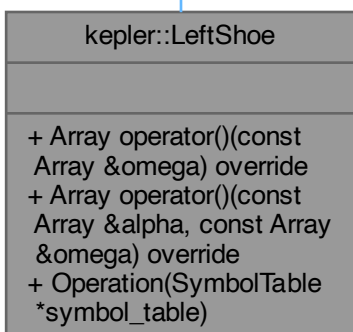 kepler::LeftShoe
+ Array operator()(const
Array &omega) override
+ Array operator()(const
Array &alpha, const Array
&omega) override
+ Operation(SymbolTable
*symbol_table)